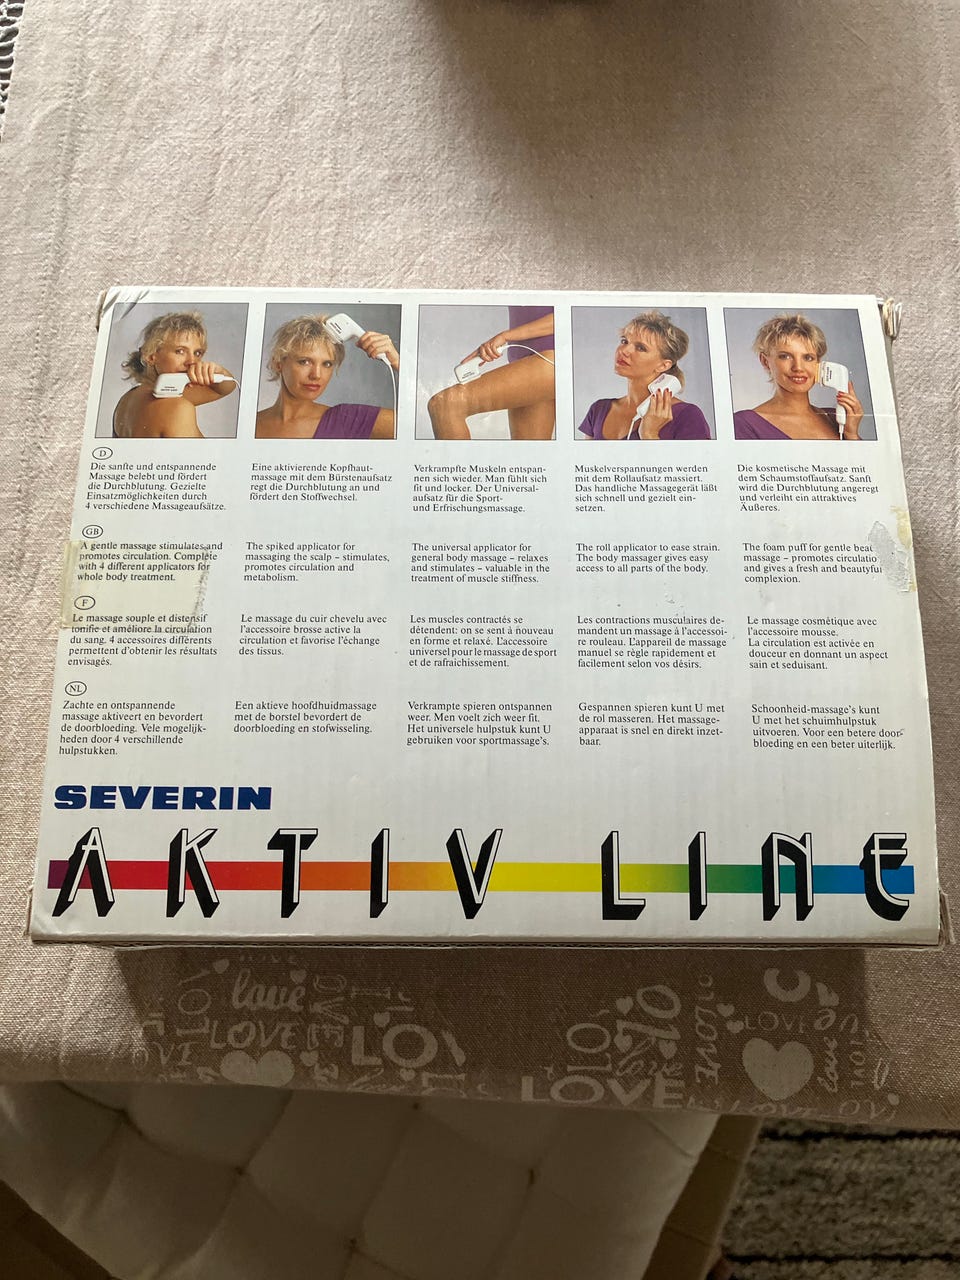 D
Die sanfte und entspannende
Massage belebt und fördert
die Durchblutung. Gezielte
Einsatzmöglichkeiten durch
4 verschiedene Massageaufsätze.
Eine aktivierende Kopfhaut-
massage mit dem Bürstenaufsatz
regt die Durchblutung an und
fördert den Stoffwechsel.
Verkrampfte Muskeln entspan-
nen sich wieder. Man fühlt sich
fit und locker. Der Universal-
aufsatz für die Sport-
und Erfrischungsmassage.
Muskelverspannungen werden
mit dem Rollaufsatz massiert.
Das handliche Massagegerät läßt
sich schnell und gezielt ein-
setzen.
Die kosmetische Massage mit
dem Schaumstoffaufsatz. Sanft
wird die Durchblutung angeregt
und verleiht ein attraktives
Äußeres.
GB
A gentle massage stimulates and
promotes circulation. Complete
with 4 different applicators for
whole body treatment.
The spiked applicator for
massaging the scalp – stimulates,
promotes circulation and
metabolism.
The universal applicator for
general body massage – relaxes
and stimulates – valuable in the
treatment of muscle stiffness.
The roll applicator to ease strain.
The body massager gives easy
access to all parts of the body.
The foam puff for gentle
massage – promotes
and gives a fresh and beautyful
complexion.
F
Le massage souple et distensif
tonifie et améliore la circulation
du sang. 4 accessoires différents
permettent d'obtenir les résultats
envisagés.
Le massage du cuir chevelu avec
l'accessoire brosse active la
circulation et favorise l'échange
des tissus.
Les muscles contractés se
détendent: on se sent à nouveau
en forme et relaxé. L'accessoire
universel pour le massage de sport
et de rafraichissement.
Les contractions musculaires de-
mandent un massage à l'accessoi-
re rouleau. L'appareil de massage
manuel se règle rapidement et
facilement selon vos désirs.
Le massage cosmètique avec
l'accessoire mousse.
La circulation est activée en
douceur en donnant un aspect
sain et seduisant.
NL
Zachte en ontspannende
massage aktiveert en bevordert
de doorbloeding. Vele mogelijk-
heden door 4 verschillende
hulpstukken.
Een aktieve hoofdhuidmassage
met de borstel bevordert de
doorbloeding en stofwisseling.
Verkrampte spieren ontspannen
weer. Men voelt zich weer fit.
Het universele hulpstuk kunt U
gebruiken voor sportmassage's.
Gespannen spieren kunt U met
de rol masseren. Het massage-
apparaat is snel en direkt inzet-
baar.
Schoonheid-massage's kunt
U met het schuimhulpstuk
uitvoeren. Voor een betere door-
bloeding en een beter uiterlijk.
SEVERIN
AKTIV LINE
love
LOVE
LOVE
LOVE
love
LOVE
love